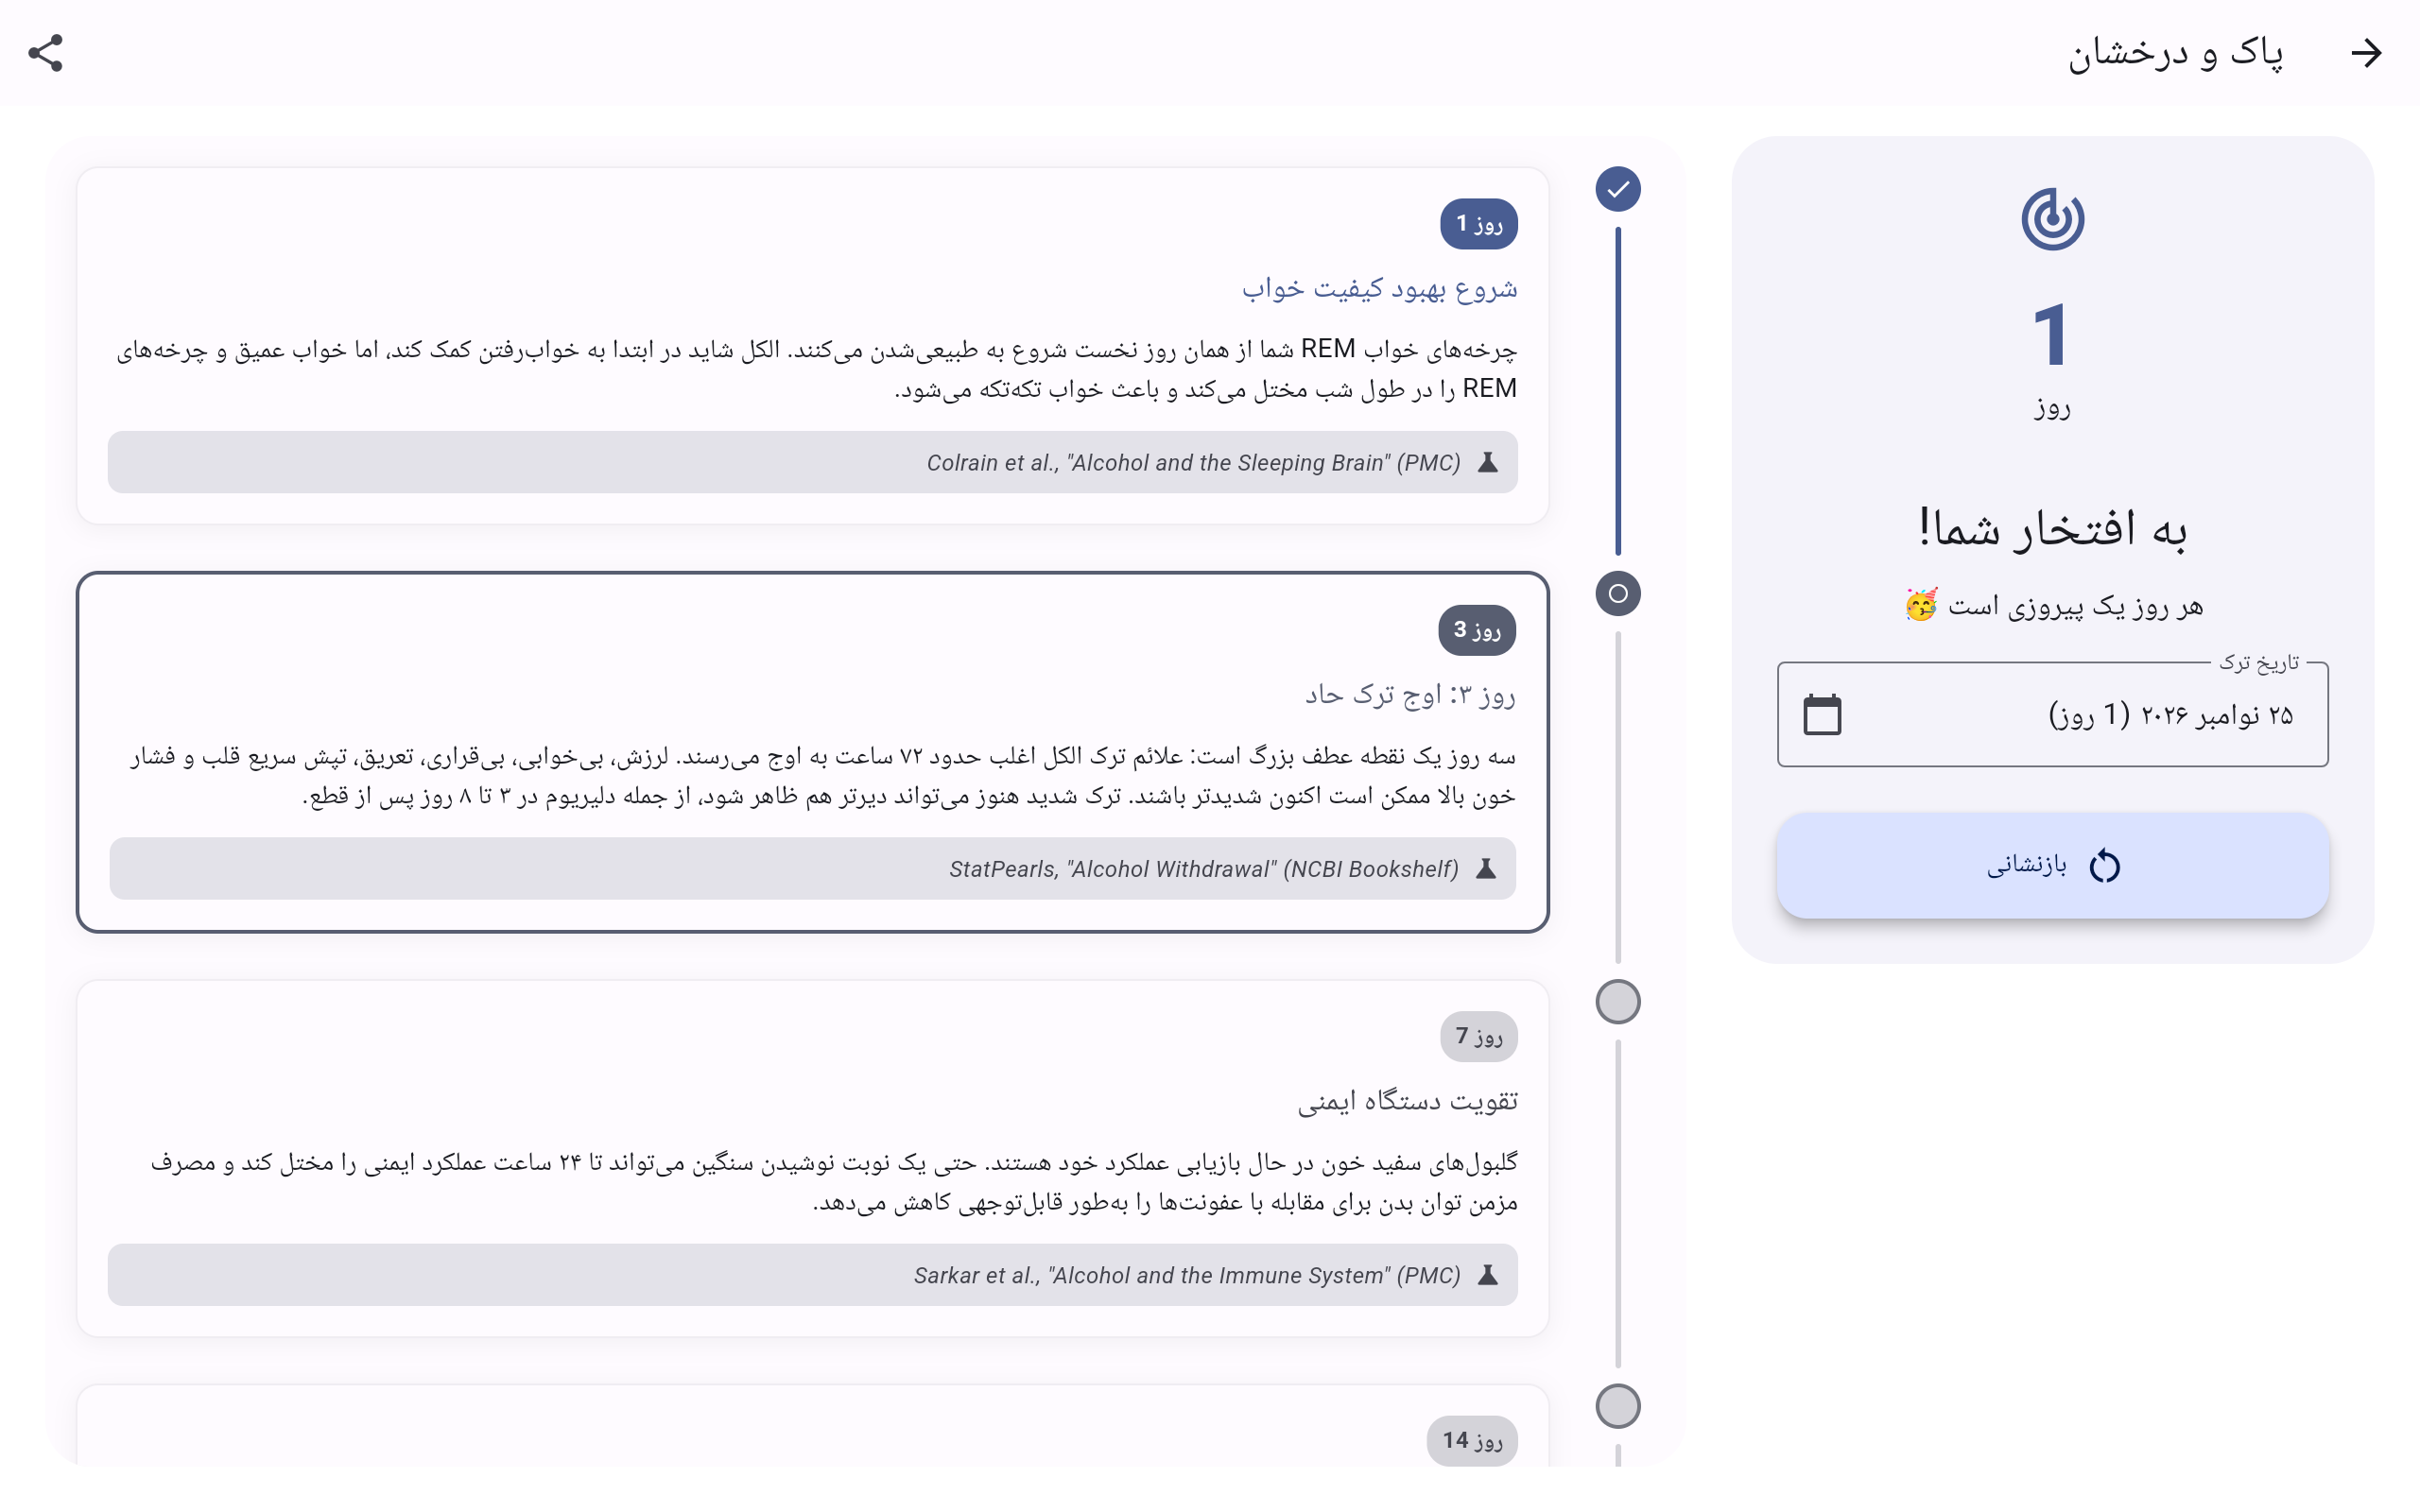 پاک و درخشان
1
روز
به افتخار شما!
هر روز یک پیروزی است 🥳
تاریخ ترک
۲۵ نوامبر ۲۰۲۶ (1 روز)
بازنشانی
روز 1
شروع بهبود کیفیت خواب
چرخه‌های خواب REM شما از همان روز نخست شروع به طبیعی‌شدن می‌کنند. الکل شاید در ابتدا به خواب‌رفتن کمک کند، اما خواب عمیق و چرخه‌های
REM را در طول شب مختل می‌کند و باعث خواب تکه‌تکه می‌شود.
Colrain et al., "Alcohol and the Sleeping Brain" (PMC)
روز 3
روز ۳: اوج ترک حاد
سه روز یک نقطه عطف بزرگ است: علائم ترک الکل اغلب حدود ۷۲ ساعت به اوج می‌رسند. لرزش، بی‌خوابی، بی‌قراری، تعریق، تپش سریع قلب و فشار
خون بالا ممکن است اکنون شدیدتر باشند. ترک شدید هنوز می‌تواند دیرتر هم ظاهر شود، از جمله دلیریوم در ۳ تا ۸ روز پس از قطع.
StatPearls, "Alcohol Withdrawal" (NCBI Bookshelf)
روز 7
تقویت دستگاه ایمنی
گلبول‌های سفید خون در حال بازیابی عملکرد خود هستند. حتی یک نوبت نوشیدن سنگین می‌تواند تا ۲۴ ساعت عملکرد ایمنی را مختل کند و مصرف
مزمن توان بدن برای مقابله با عفونت‌ها را به‌طور قابل‌توجهی کاهش می‌دهد.
Sarkar et al., "Alcohol and the Immune System" (PMC)
روز 14